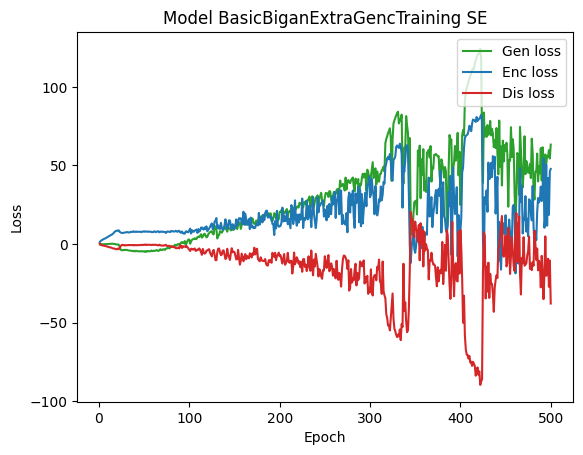 Model BasicBiganExtraGencTraining SE
Gen loss
Enc loss
Dis loss
100
50
0
−50
−100
Loss
0
100
200
300
400
500
Epoch